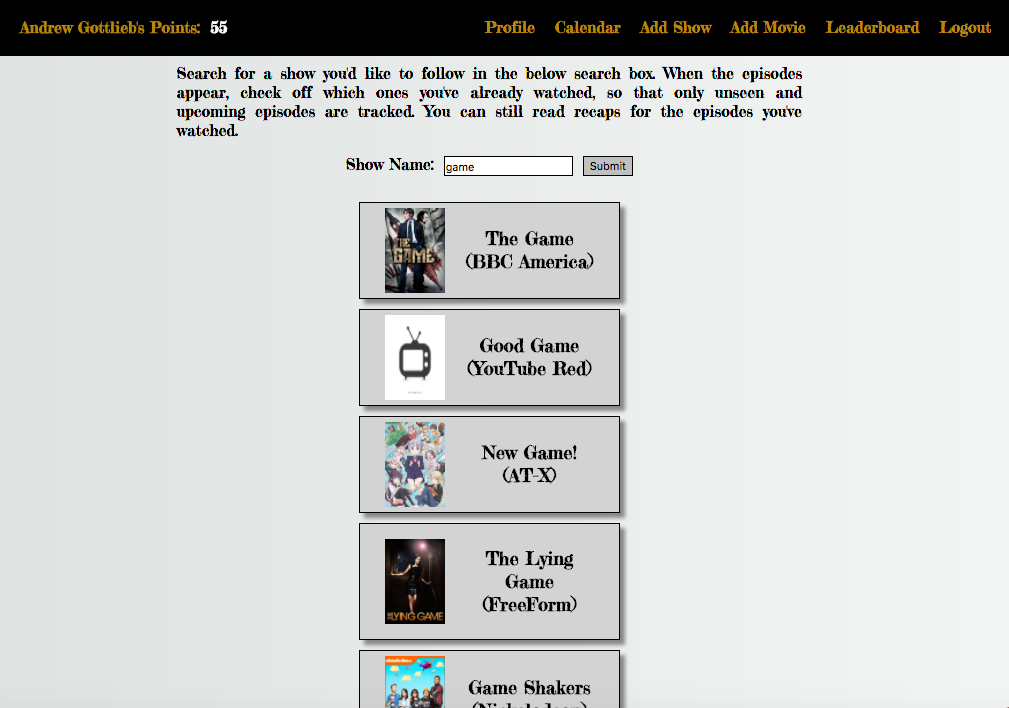 Andrew Gottlieb's Points: 55 Profile Calendar Add Show Add Movie Leaderboard Logout
Search for a show you'd like to follow in the below search box. When the episodes
appear, check off which ones you've already watched, so that only unseen and
upcoming episodes are tracked. You can still read recaps for the episodes you've
watched.
Show Name: game Submit
THE
GAME
The Game
(BBC America)
Good Game
(YouTube Red)
New Game!
(AT-X)
The Lying
Game
(FreeForm)
THE LYING GAME
nickelodeon
Game Shakers
(Nickelodeon)